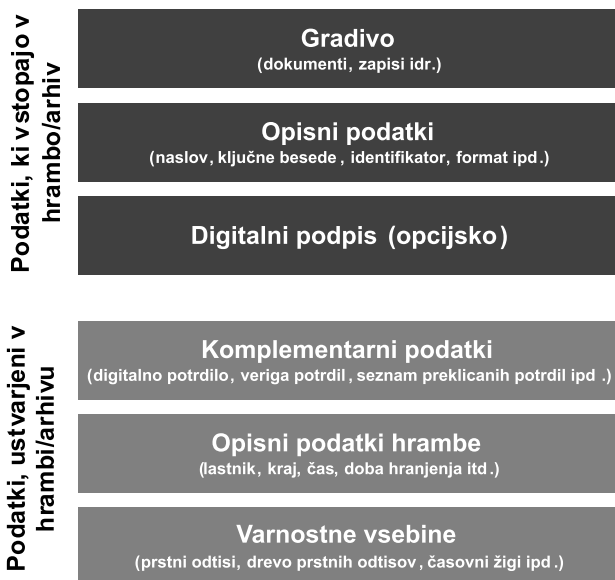 Podatki, ki vstopajo v
hrambo/arhiv
Gradivo
(dokumenti, zapisi idr.)
Opisni podatki
(naslov, ključne besede, identifikator, format ipd.)
Digitalni podpis (opcijsko)
Podatki, ustvarjeni v
hrambi/arhivu
Komplementarni podatki
(digitalno potrdilo, veriga potrdil, seznam preklicanih potrdil ipd.)
Opisni podatki hrambe
(lastnik, kraj, čas, doba hranjenja itd.)
Varnostne vsebine
(prstni odtisi, drevo prstnih odtisov, časovni žigi ipd.)